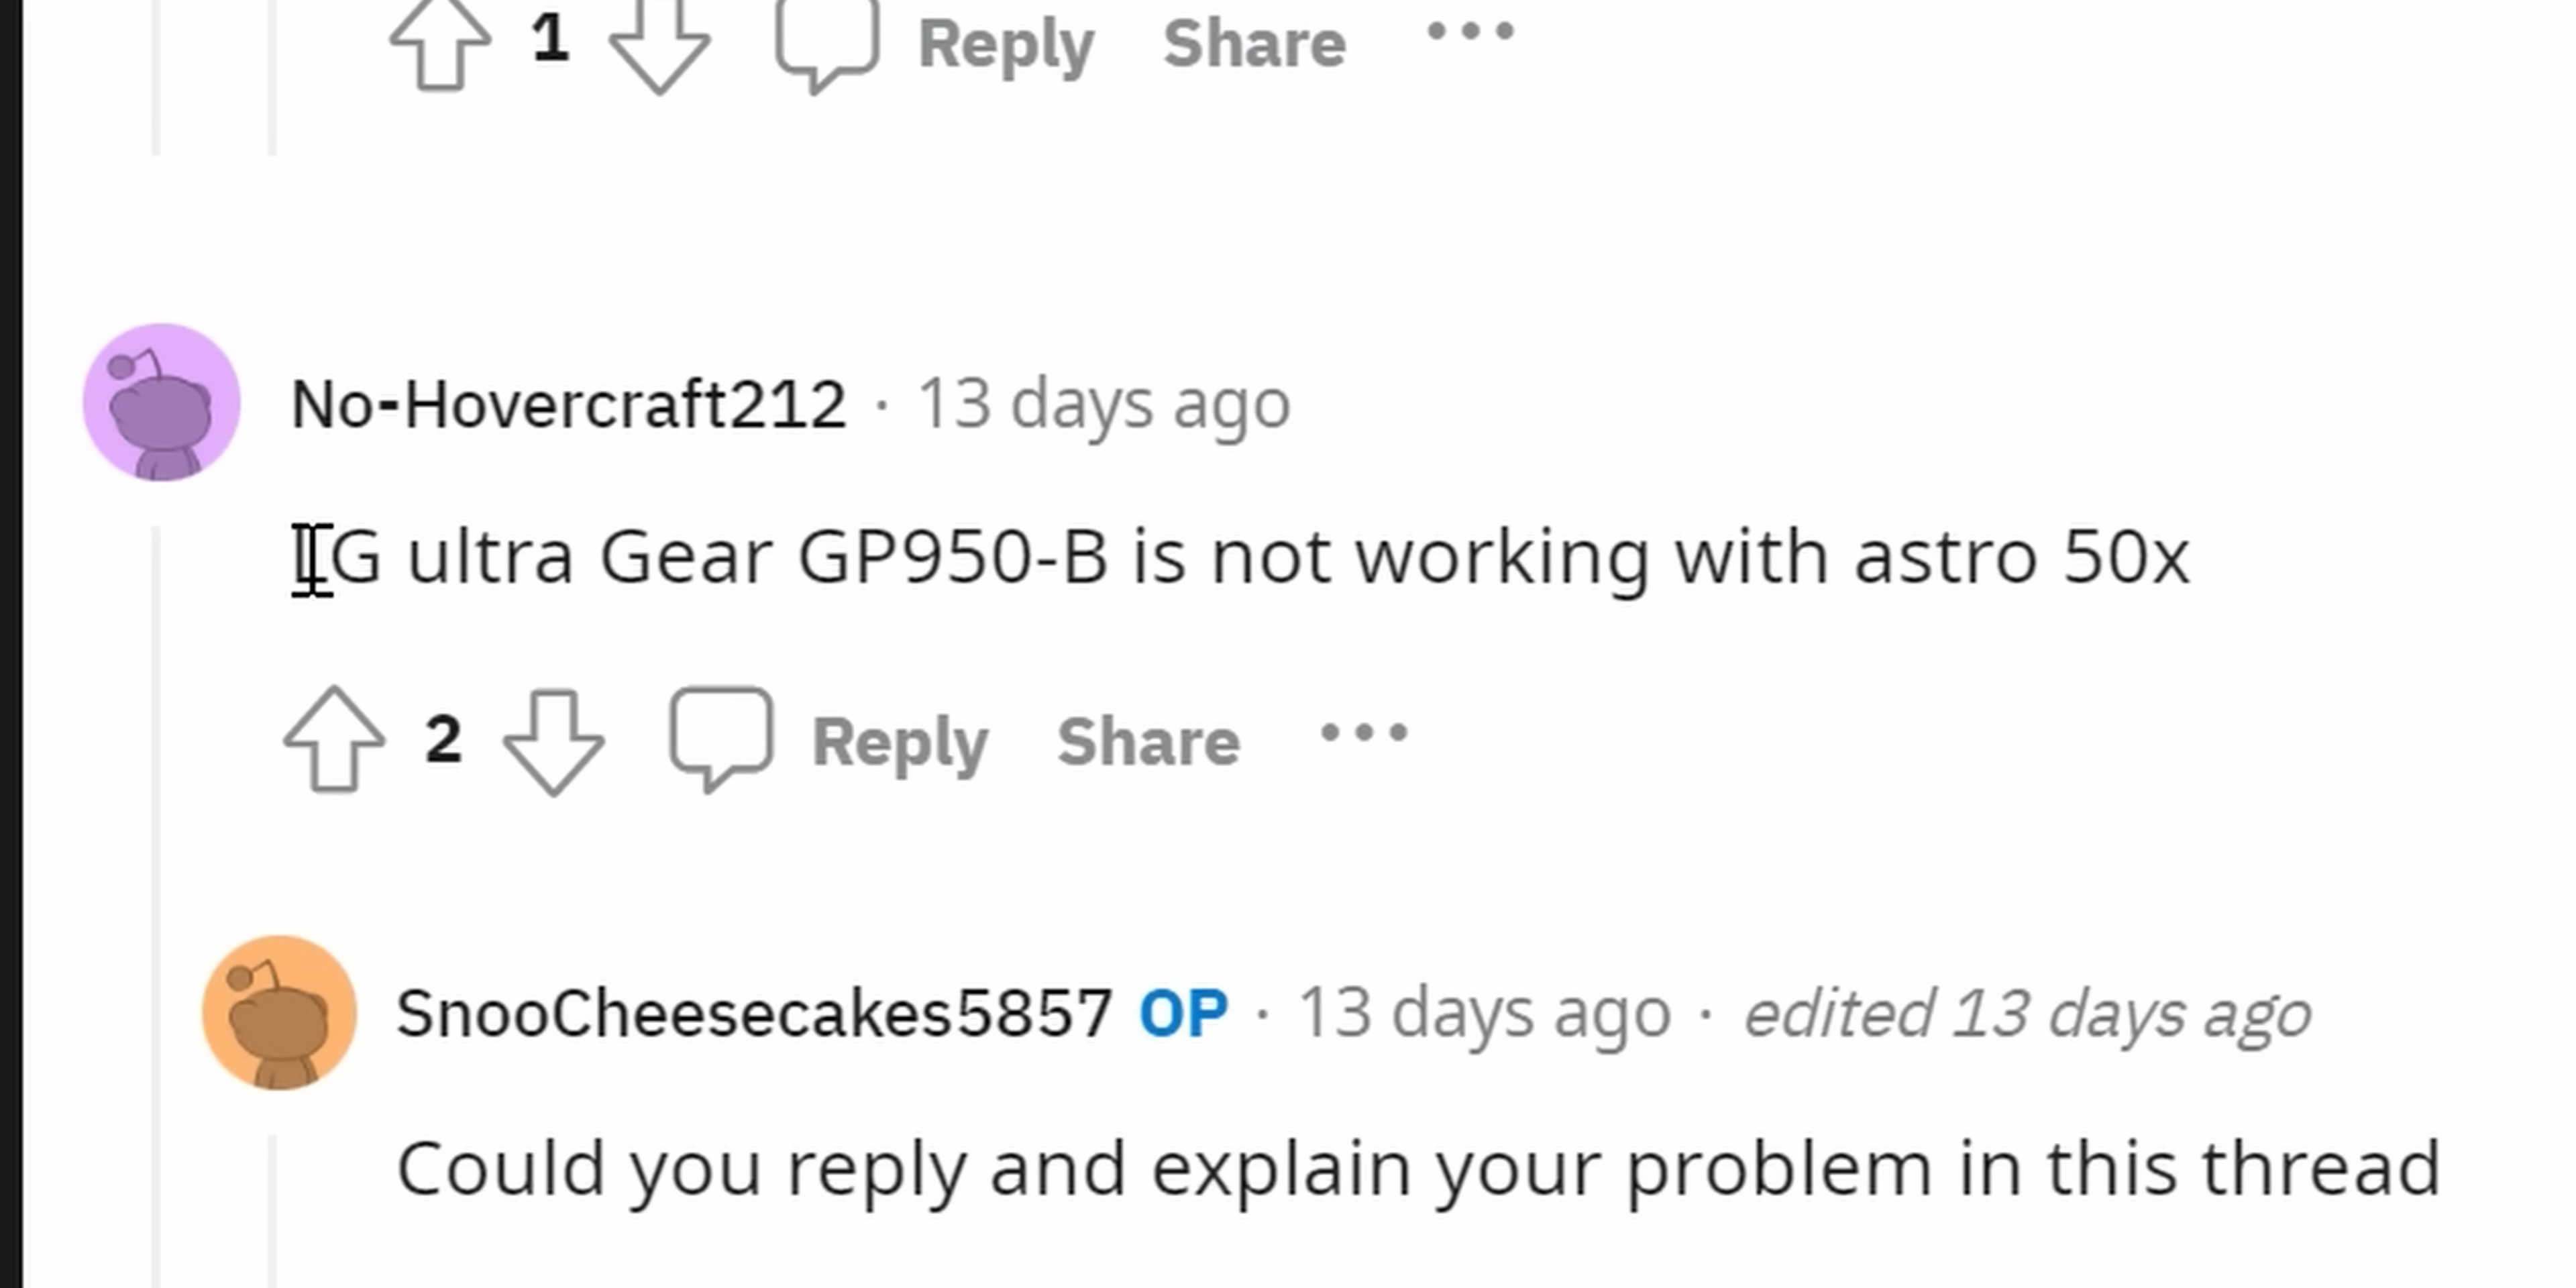 1 Reply Share •••
No-Hovercraft212 · 13 days ago
LG ultra Gear GP950-B is not working with astro 50x
2 Reply Share •••
SnooCheesecakes5857 OP · 13 days ago · edited 13 days ago
Could you reply and explain your problem in this thread